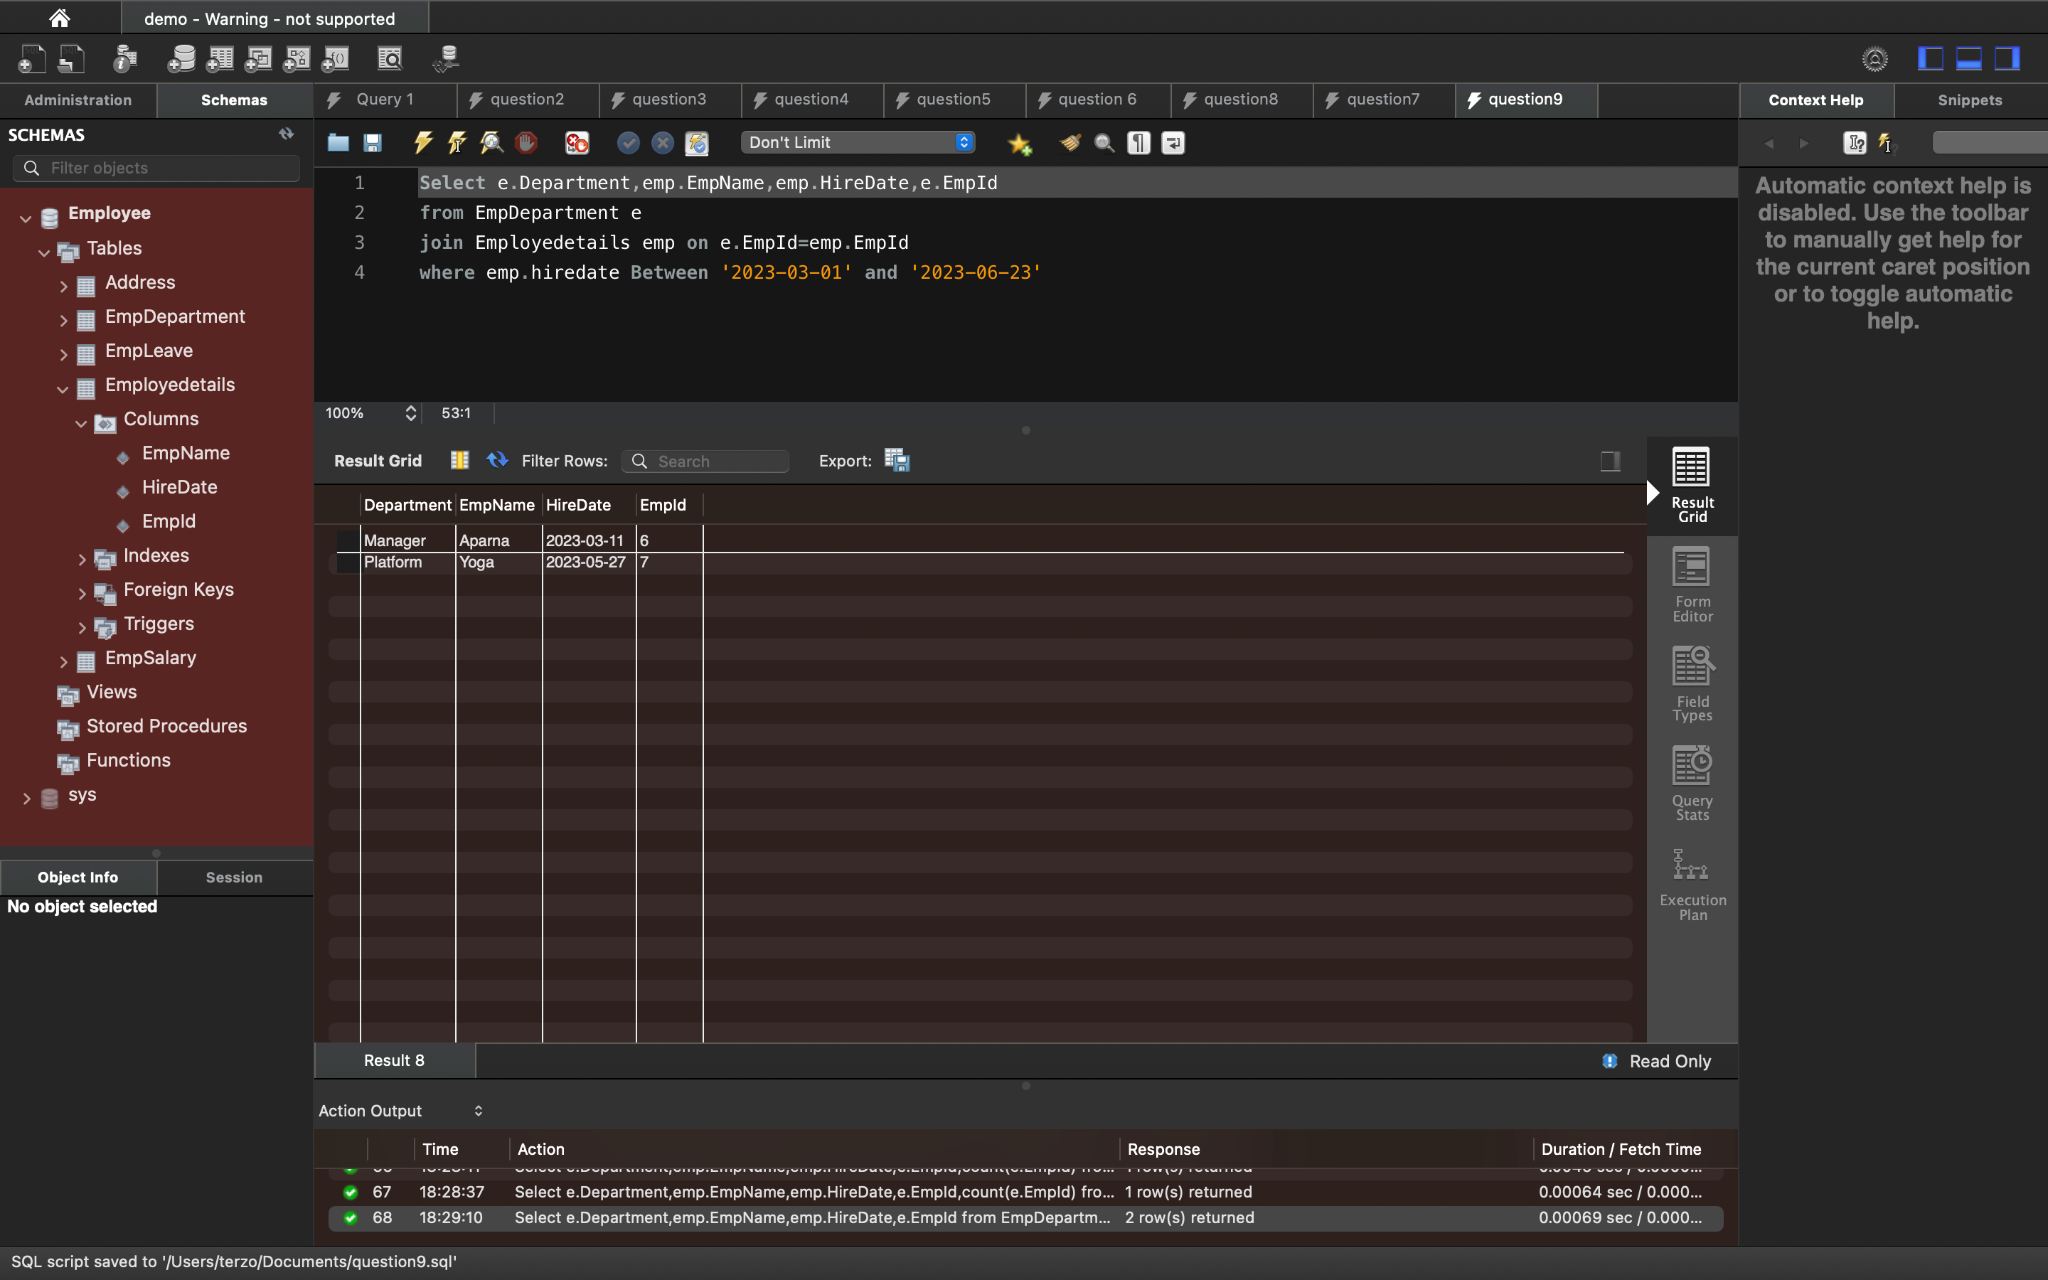 demo - Warning - not supported
Administration
Schemas
Query 1
question2
question3
question4
question5
question 6
question8
question7
question9
Context Help
Snippets
SCHEMAS
Filter objects
Don't Limit
Employee
Tables
Address
EmpDepartment
EmpLeave
Employedetails
Columns
EmpName
HireDate
EmpId
Indexes
Foreign Keys
Triggers
EmpSalary
Views
Stored Procedures
Functions
sys
Object Info
Session
No object selected
1 Select e.Department,emp.EmpName,emp.HireDate,e.EmpId
2 from EmpDepartment e
3 join Employedetails emp on e.EmpId=emp.EmpId
4 where emp.hiredate Between '2023-03-01' and '2023-06-23'
100% 53:1
Automatic context help is
disabled. Use the toolbar
to manually get help for
the current caret position
or to toggle automatic
help.
Result Grid
Filter Rows:
Search
Export:
Department EmpName HireDate EmpId
Manager Aparna 2023-03-11 6
Platform Yoga 2023-05-27 7
Result
Grid
Form
Editor
Field
Types
Query
Stats
Execution
Plan
Result 8
Read Only
Action Output
Time Action Response Duration / Fetch Time
67 18:28:37 Select e.Department,emp.EmpName,emp.HireDate,e.EmpId,count(e.EmpId) fro... 1 row(s) returned 0.00064 sec / 0.000...
68 18:29:10 Select e.Department,emp.EmpName,emp.HireDate,e.EmpId from EmpDepartm... 2 row(s) returned 0.00069 sec / 0.000...
SQL script saved to '/Users/terzo/Documents/question9.sql'